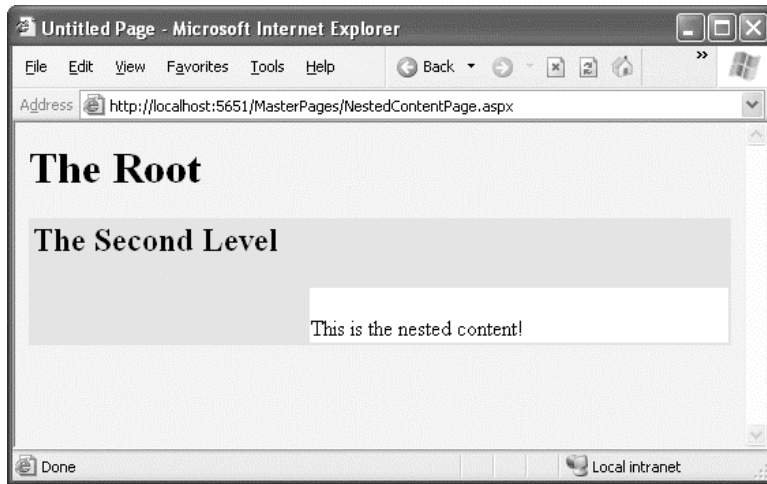 Untitled Page - Microsoft Internet Explorer
File Edit View Favorites Tools Help Back »
Address http://localhost:5651/MasterPages/NestedContentPage.aspx
The Root
The Second Level
This is the nested content!
Done Local intranet